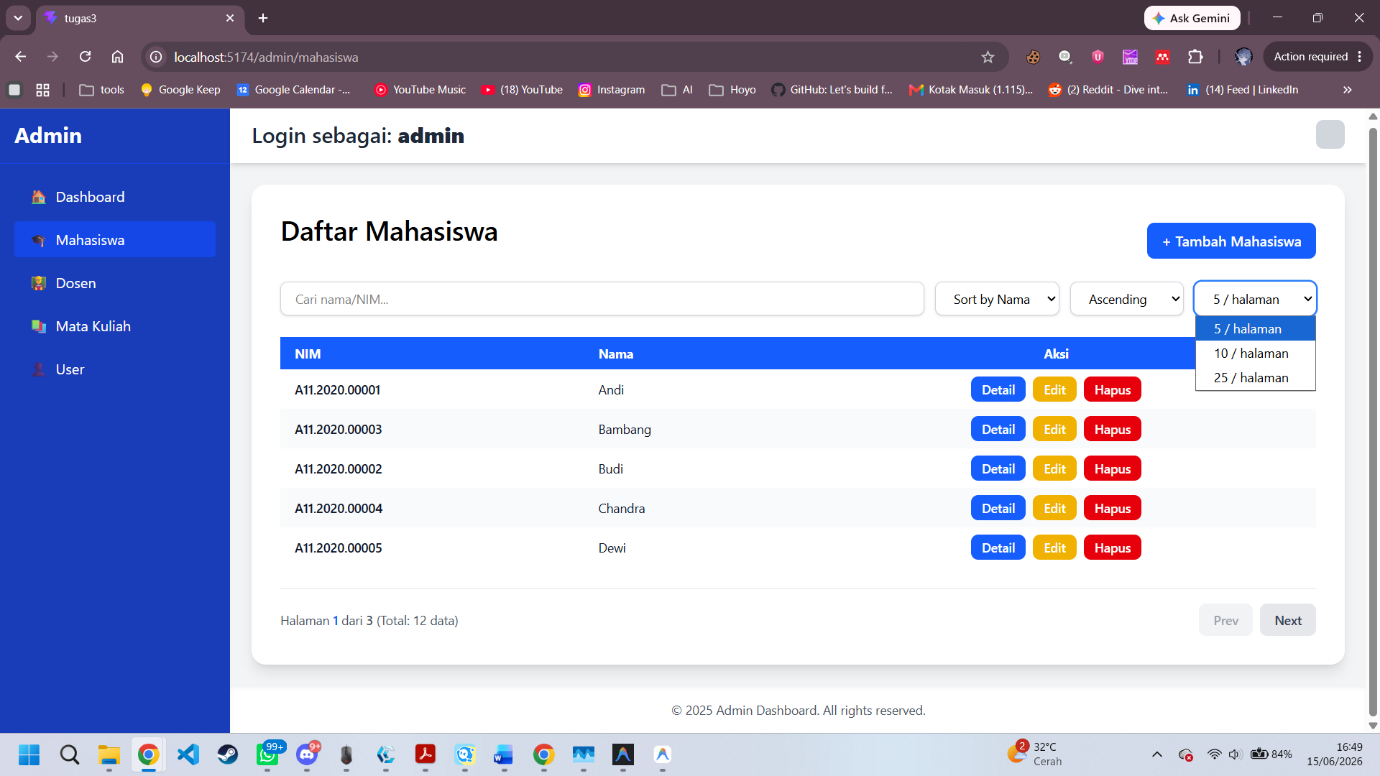 tugas3
Ask Gemini
localhost:5174/admin/mahasiswa
Action required
tools
Google Keep
12
Google Calendar -...
YouTube Music
(18) YouTube
Instagram
AI
Hoyo
GitHub: Let's build f...
Kotak Masuk (1.115)...
(2) Reddit - Dive int...
(14) Feed | LinkedIn
Admin
Login sebagai: admin
Dashboard
Mahasiswa
Dosen
Mata Kuliah
User
Daftar Mahasiswa
+ Tambah Mahasiswa
Cari nama/NIM...
Sort by Nama
Ascending
5 / halaman
5 / halaman
10 / halaman
25 / halaman
NIM Nama Aksi
A11.2020.00001 Andi Detail Edit Hapus
A11.2020.00003 Bambang Detail Edit Hapus
A11.2020.00002 Budi Detail Edit Hapus
A11.2020.00004 Chandra Detail Edit Hapus
A11.2020.00005 Dewi Detail Edit Hapus
Halaman 1 dari 3 (Total: 12 data)
Prev
Next
© 2025 Admin Dashboard. All rights reserved.
99+
9+
2
32°C
Cerah
84%
16:49
15/06/2026